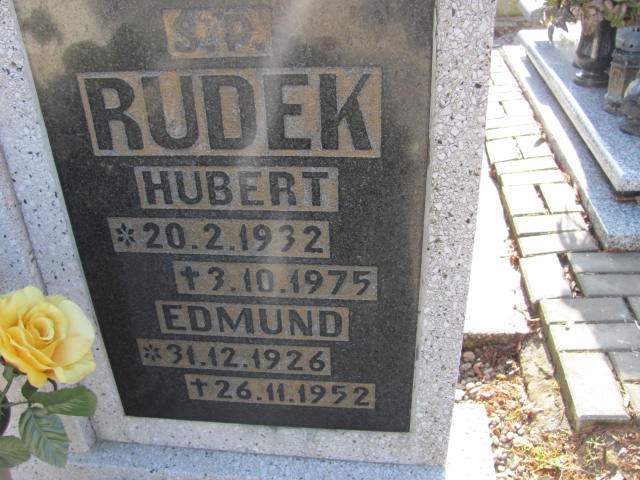 Ś.P.
RUDEK
HUBERT
* 20.2.1932
† 3.10.1975
EDMUND
* 31.12.1926
† 26.11.1952